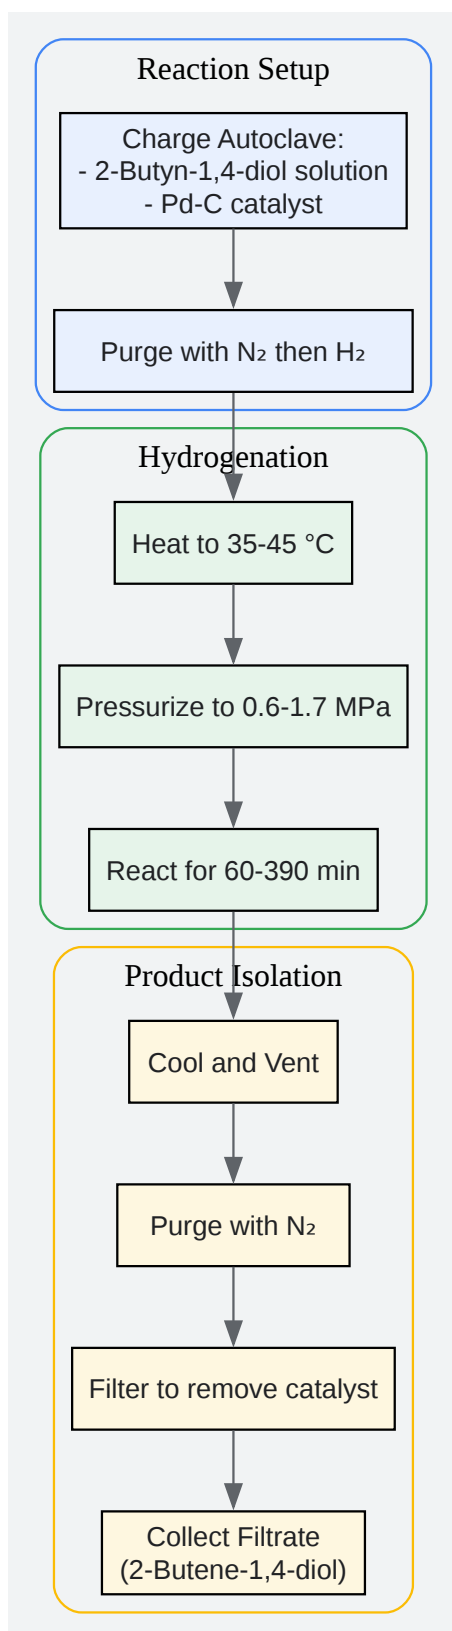 Reaction Setup
Charge Autoclave:
- 2-Butyn-1,4-diol solution
- Pd-C catalyst
Purge with N₂ then H₂
Hydrogenation
Heat to 35-45 °C
Pressurize to 0.6-1.7 MPa
React for 60-390 min
Product Isolation
Cool and Vent
Purge with N₂
Filter to remove catalyst
Collect Filtrate
(2-Butene-1,4-diol)